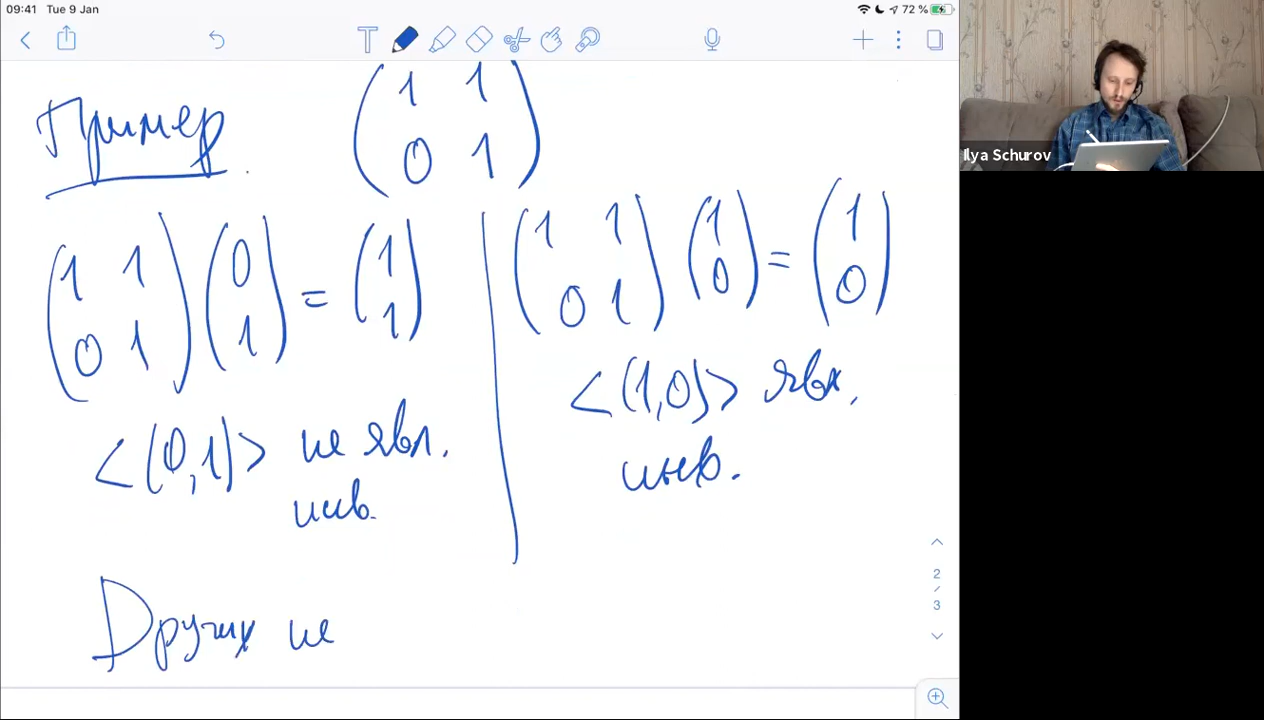 09:41 Tue 9 Jan 72 %
T
Пример.
( 1 1
0 1 )
( 1 1
0 1 ) ( 0
1 ) = ( 1
1 )
<(0,1)> не явл.
инв.
( 1 1
0 1 ) ( 1
0 ) = ( 1
0 )
<(1,0)> явл.
инв.
Других не
2
/
3
Ilya Schurov